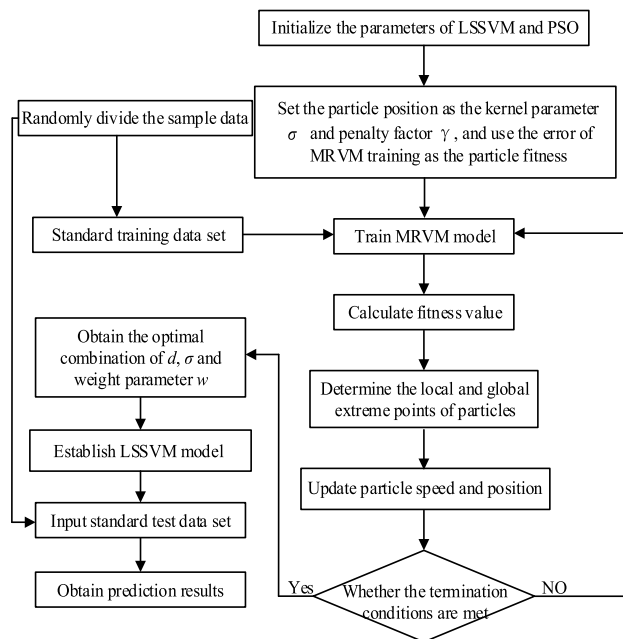 Initialize the parameters of LSSVM and PSO
Randomly divide the sample data
Set the particle position as the kernel parameter
σ and penalty factor γ, and use the error of
MRVM training as the particle fitness
Standard training data set
Train MRVM model
Calculate fitness value
Obtain the optimal
combination of d, σ and
weight parameter w
Determine the local and global
extreme points of particles
Establish LSSVM model
Update particle speed and position
Input standard test data set
Obtain prediction results
Yes
Whether the termination
conditions are met
NO